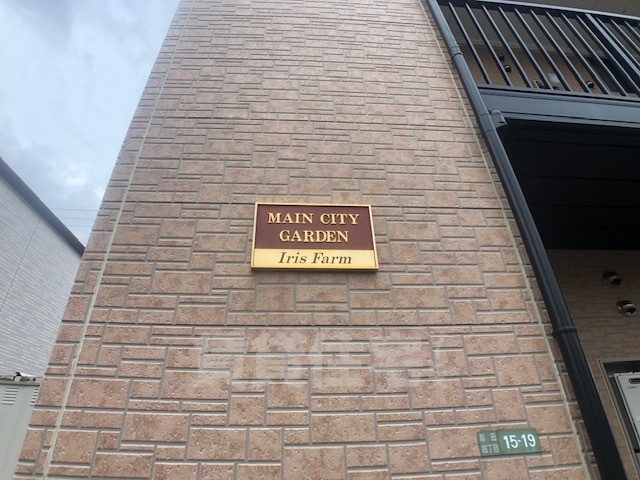 MAIN CITY
GARDEN
Iris Farm
15-19